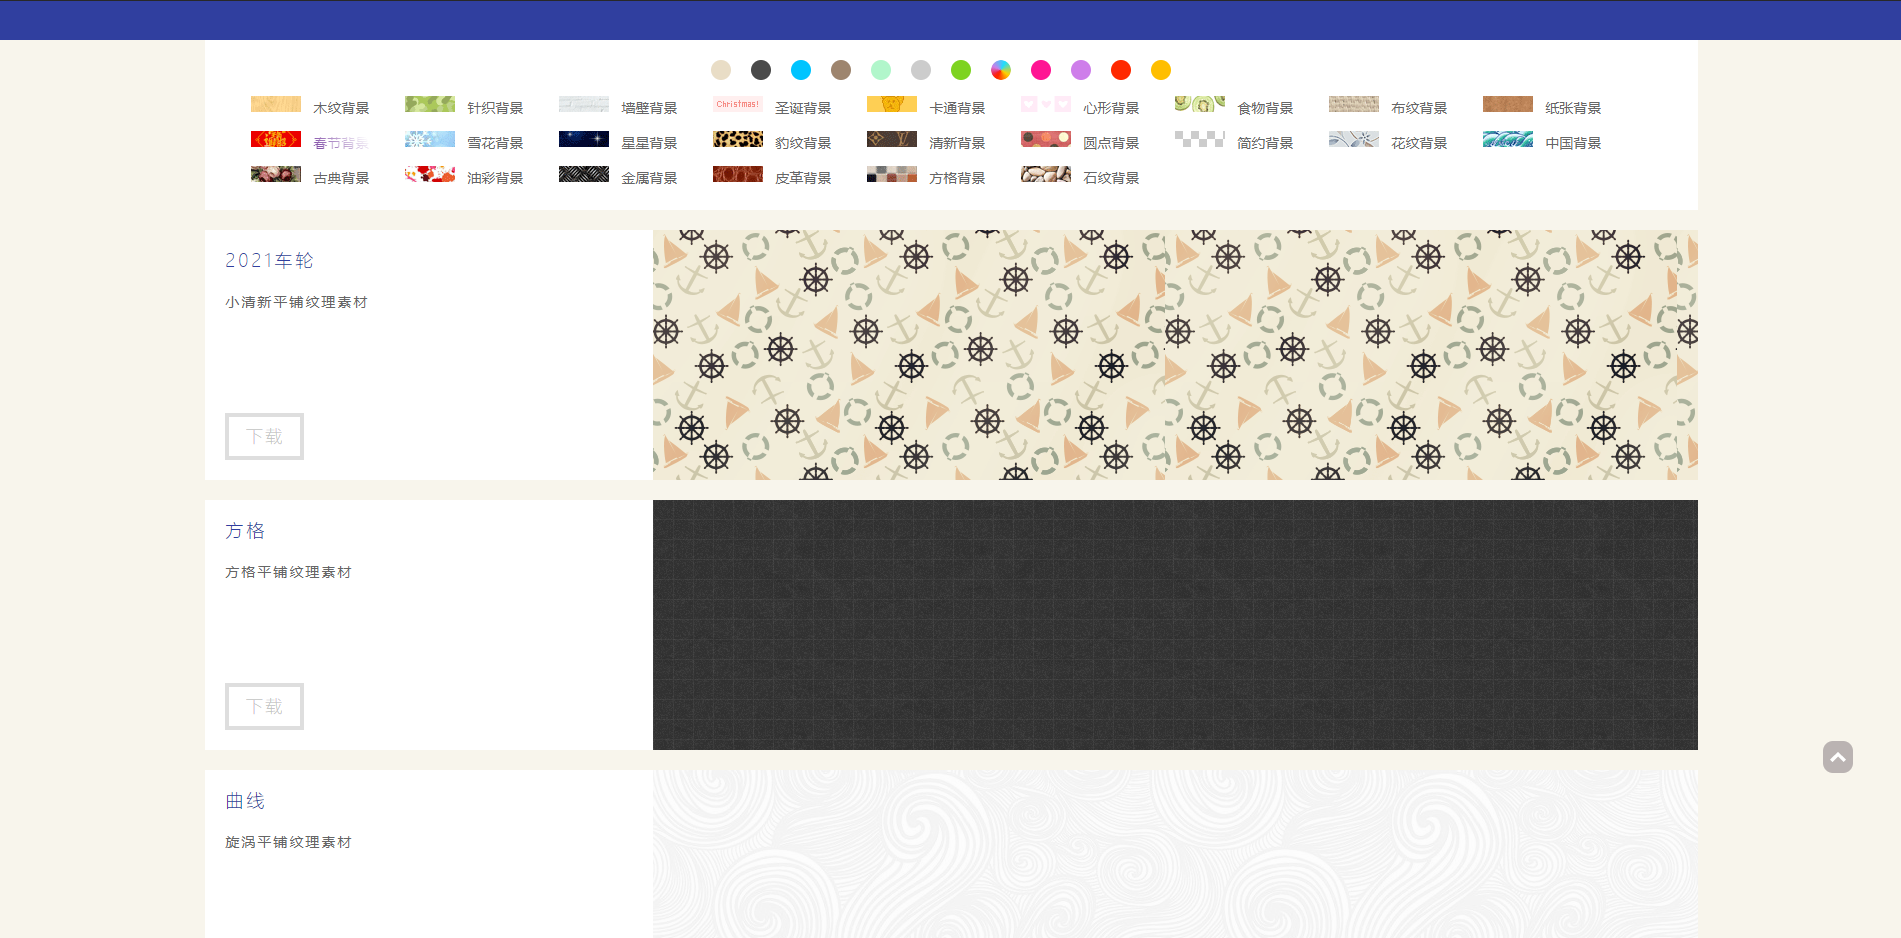 木纹背景 针织背景 墙壁背景 Christmas! 圣诞背景 卡通背景 心形背景 食物背景 布纹背景 纸张背景
春节背景 雪花背景 星星背景 豹纹背景 清新背景 圆点背景 简约背景 花纹背景 中国背景
古典背景 油彩背景 金属背景 皮革背景 方格背景 石纹背景
2021车轮
小清新平铺纹理素材
下载
方格
方格平铺纹理素材
下载
曲线
旋涡平铺纹理素材